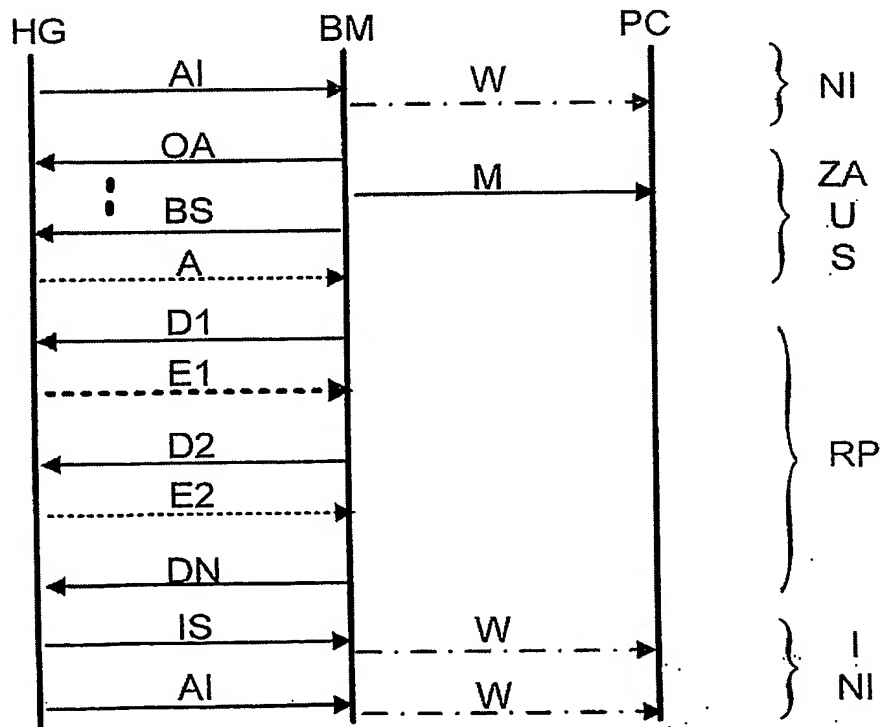 HG BM PC
AI W NI
OA
M ZA
BS U
A S
D1
E1
D2 RP
E2
DN
IS W I
AI W NI